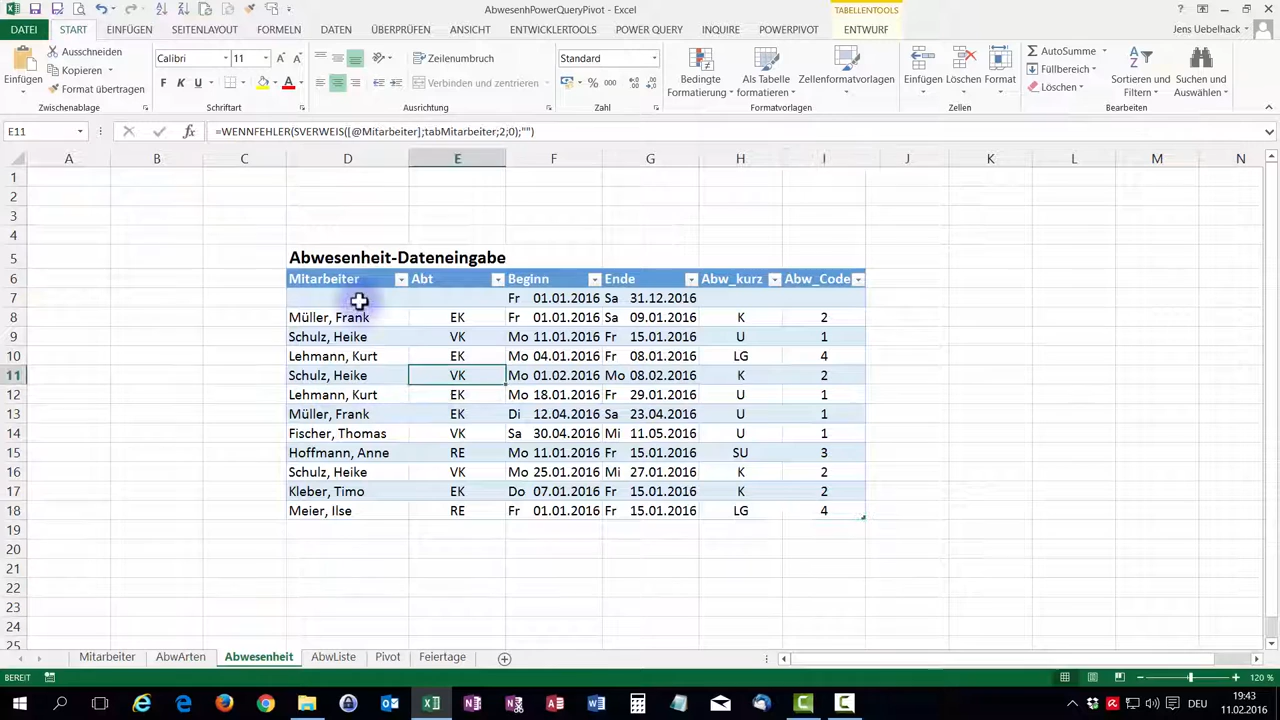 AbwesenhPowerQueryPivot - Excel
TABELLENTOOLS
DATEI START EINFÜGEN SEITENLAYOUT FORMELN DATEN ÜBERPRÜFEN ANSICHT ENTWICKLERTOOLS POWER QUERY INQUIRE POWERPIVOT ENTWURF Jens Uebelhack
Einfügen
Ausschneiden
Kopieren
Format übertragen
Zwischenablage
Calibri 11
F K U
Schriftart
Zeilenumbruch
Verbinden und zentrieren
Ausrichtung
Standard
% 000
Zahl
Bedingte Formatierung
Als Tabelle formatieren
Zellenformatvorlagen
Formatvorlagen
Einfügen Löschen Format
Zellen
AutoSumme
Füllbereich
Löschen
Sortieren und Filtern
Suchen und Auswählen
Bearbeiten
E11 fx =WENNFEHLER(SVERWEIS([@Mitarbeiter];tabMitarbeiter;2;0);"")
A B C D E F G H I J K L M N
1
2
3
4
5 Abwesenheit-Dateneingabe
6 Mitarbeiter Abt Beginn Ende Abw_kurz Abw_Code
7 Fr 01.01.2016 Sa 31.12.2016
8 Müller, Frank EK Fr 01.01.2016 Sa 09.01.2016 K 2
9 Schulz, Heike VK Mo 11.01.2016 Fr 15.01.2016 U 1
10 Lehmann, Kurt EK Mo 04.01.2016 Fr 08.01.2016 LG 4
11 Schulz, Heike VK Mo 01.02.2016 Mo 08.02.2016 K 2
12 Lehmann, Kurt EK Mo 18.01.2016 Fr 29.01.2016 U 1
13 Müller, Frank EK Di 12.04.2016 Sa 23.04.2016 U 1
14 Fischer, Thomas VK Sa 30.04.2016 Mi 11.05.2016 U 1
15 Hoffmann, Anne RE Mo 11.01.2016 Fr 15.01.2016 SU 3
16 Schulz, Heike VK Mo 25.01.2016 Mi 27.01.2016 K 2
17 Kleber, Timo EK Do 07.01.2016 Fr 15.01.2016 K 2
18 Meier, Ilse RE Fr 01.01.2016 Fr 15.01.2016 LG 4
19
20
21
22
23
24
25
Mitarbeiter AbwArten Abwesenheit AbwListe Pivot Feiertage
BEREIT 120 %
DEU 19:43
11.02.2016